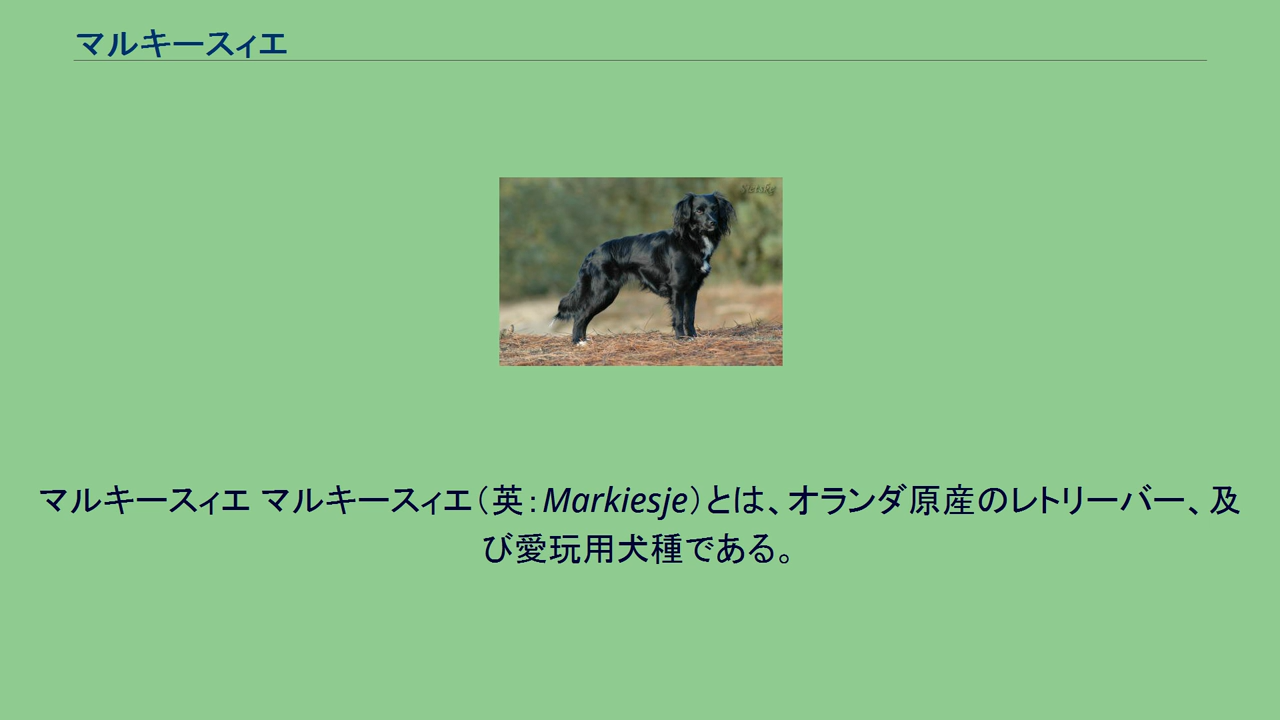 マルキースィエ
マルキースィエ マルキースィエ（英：Markiesje）とは、オランダ原産のレトリーバー、及
び愛玩用犬種である。